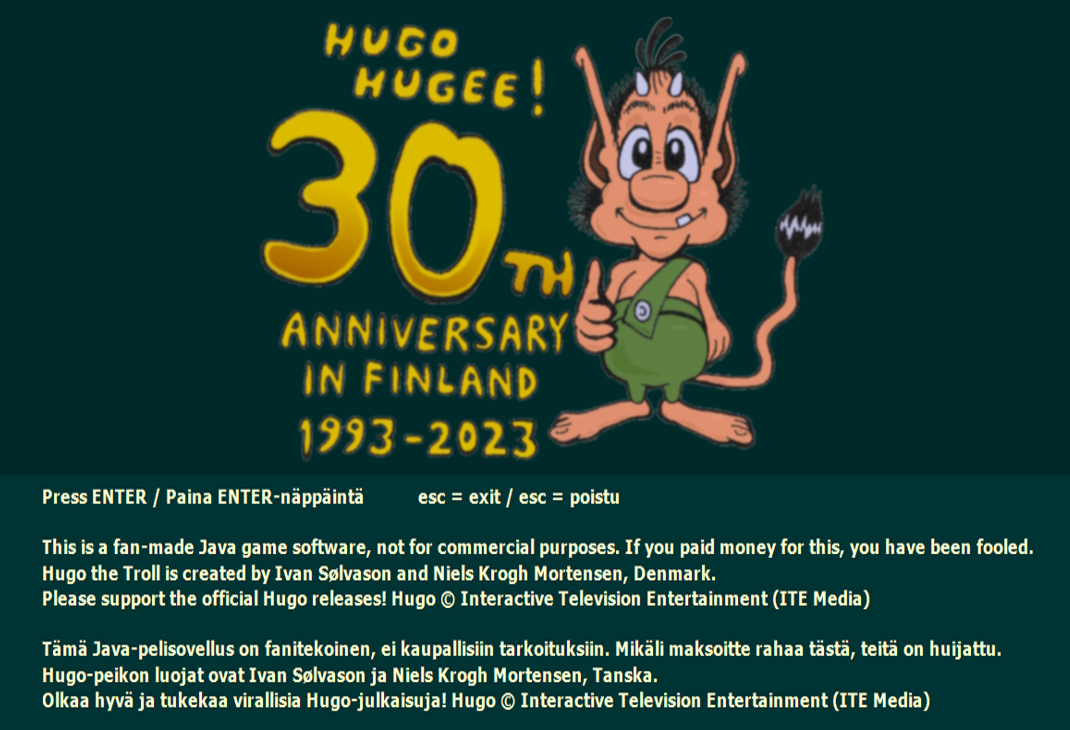 HUGO
HUGEE!
30TH
ANNIVERSARY
IN FINLAND
1993-2023
Press ENTER / Paina ENTER-näppäintä esc = exit / esc = poistu
This is a fan-made Java game software, not for commercial purposes. If you paid money for this, you have been fooled.
Hugo the Troll is created by Ivan Sølvason and Niels Krogh Mortensen, Denmark.
Please support the official Hugo releases! Hugo © Interactive Television Entertainment (ITE Media)
Tämä Java-pelisovellus on fanitekoinen, ei kaupallisiin tarkoituksiin. Mikäli maksoitte rahaa tästä, teitä on huijattu.
Hugo-peikon luojat ovat Ivan Sølvason ja Niels Krogh Mortensen, Tanska.
Olkaa hyvä ja tukekaa virallisia Hugo-julkaisuja! Hugo © Interactive Television Entertainment (ITE Media)